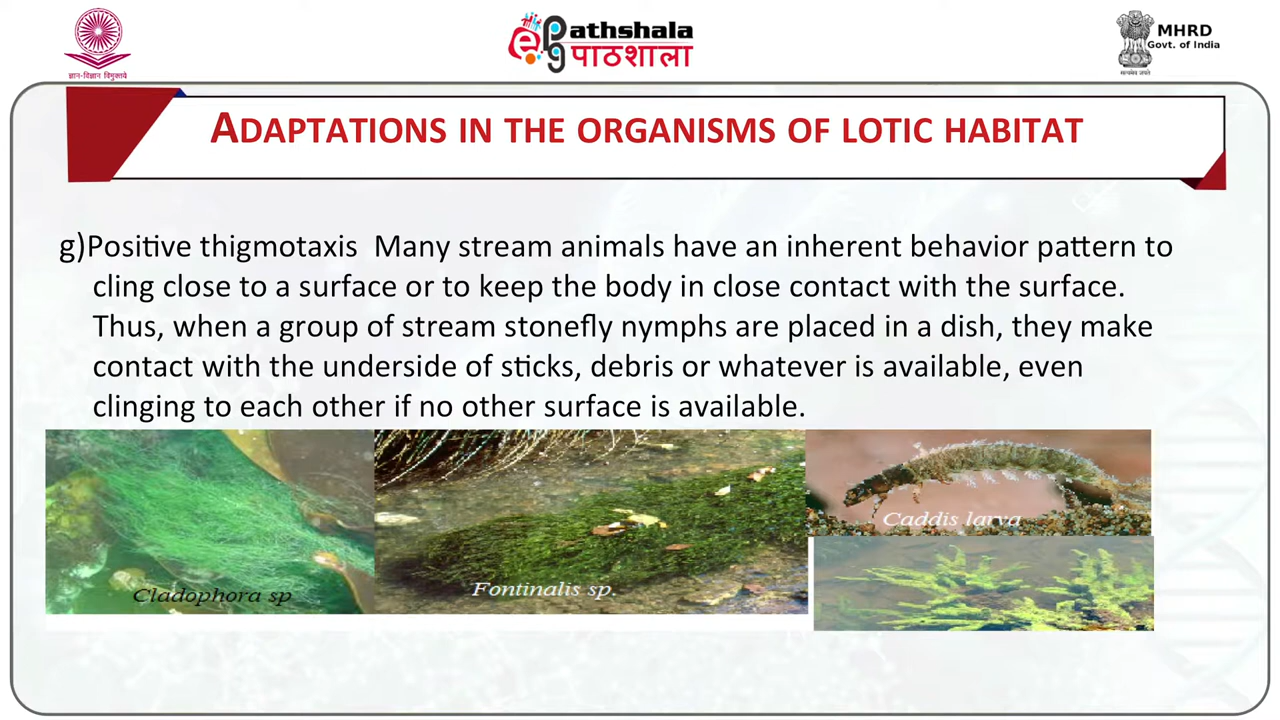 ज्ञान-विज्ञान विमुक्तये
Pathshala
पाठशाला
MHRD
Govt. of India
सत्यमेव जयते
ADAPTATIONS IN THE ORGANISMS OF LOTIC HABITAT
g)Positive thigmotaxis Many stream animals have an inherent behavior pattern to
cling close to a surface or to keep the body in close contact with the surface.
Thus, when a group of stream stonefly nymphs are placed in a dish, they make
contact with the underside of sticks, debris or whatever is available, even
clinging to each other if no other surface is available.
Cladophora sp
Fontinalis sp.
Caddis larva